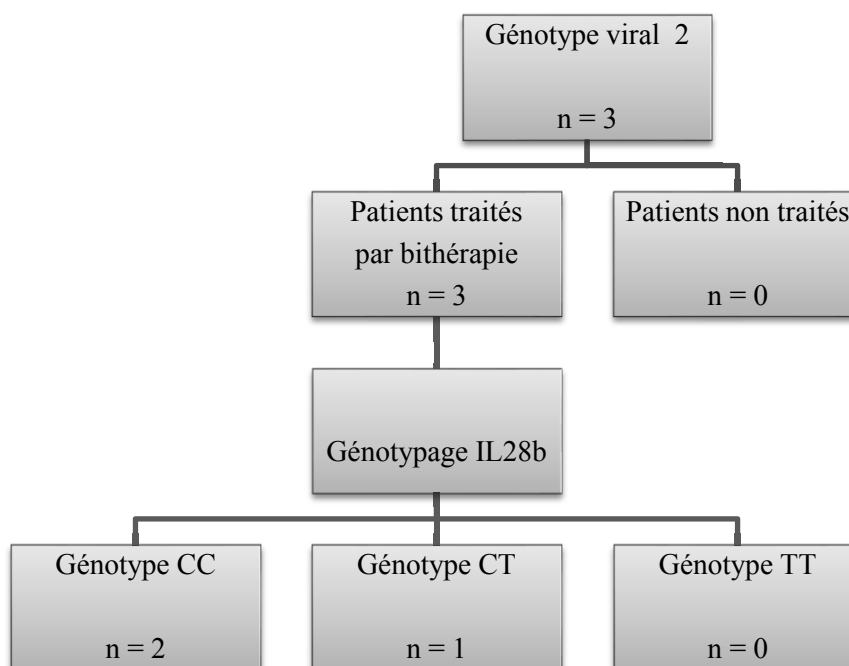 Génotype viral 2
n = 3
Patients traités
par bithérapie
n = 3
Patients non traités
n = 0
Génotypage IL28b
Génotype CC
n = 2
Génotype CT
n = 1
Génotype TT
n = 0